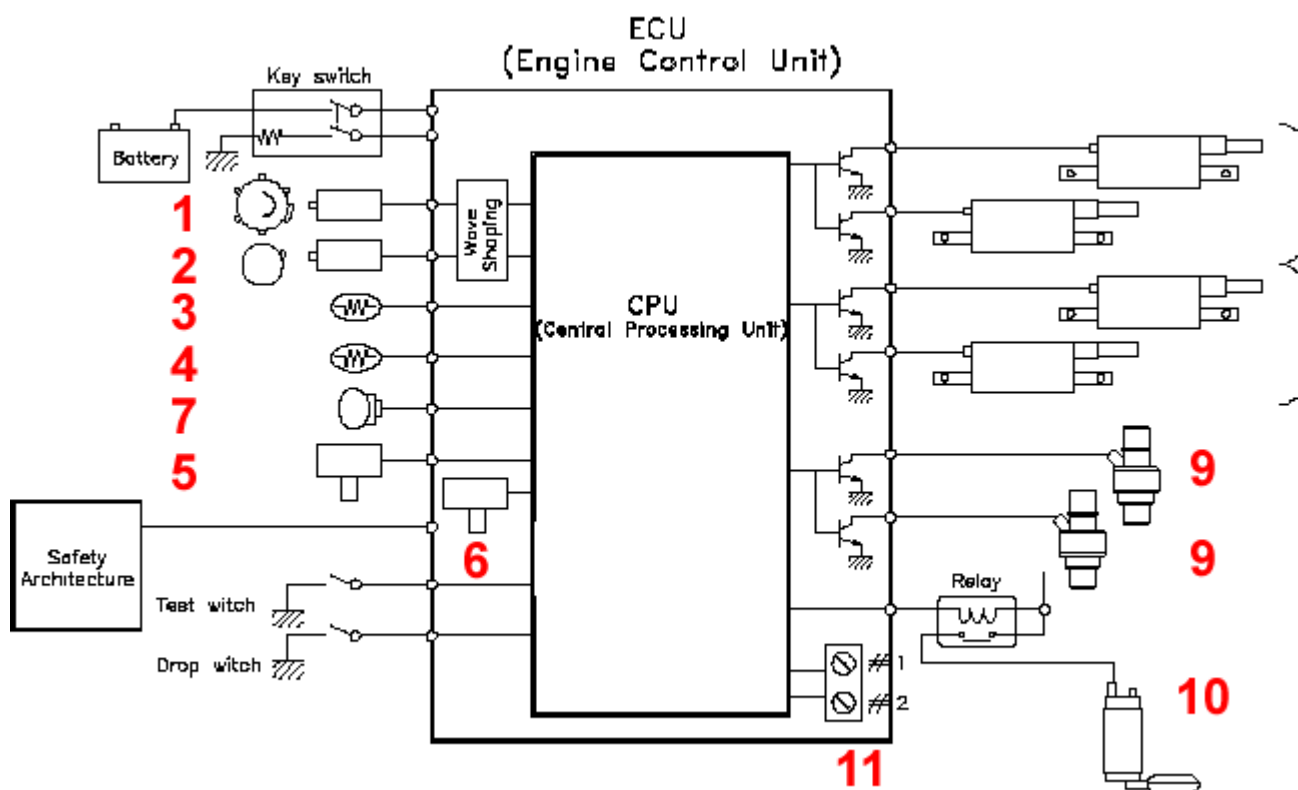 ECU
(Engine Control Unit)
Key switch
Battery
1
2
3
4
7
5
6
Wave
Shaping
CPU
(Central Processing Unit)
Safety
Architecture
Test witch
Drop witch
9
9
Relay
#1
#2
10
11